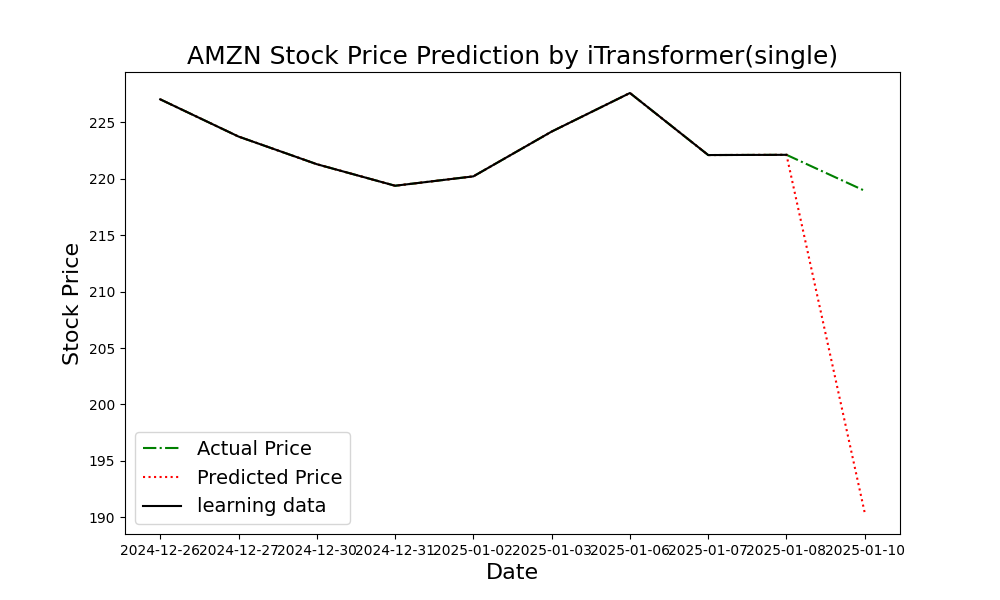 AMZN Stock Price Prediction by iTransformer(single)
225
220
215
210
205
200
195
190
Stock Price
Actual Price
Predicted Price
learning data
2024-12-26 2024-12-27 2024-12-30 2024-12-31 2025-01-02 2025-01-03 2025-01-06 2025-01-07 2025-01-08 2025-01-10
Date